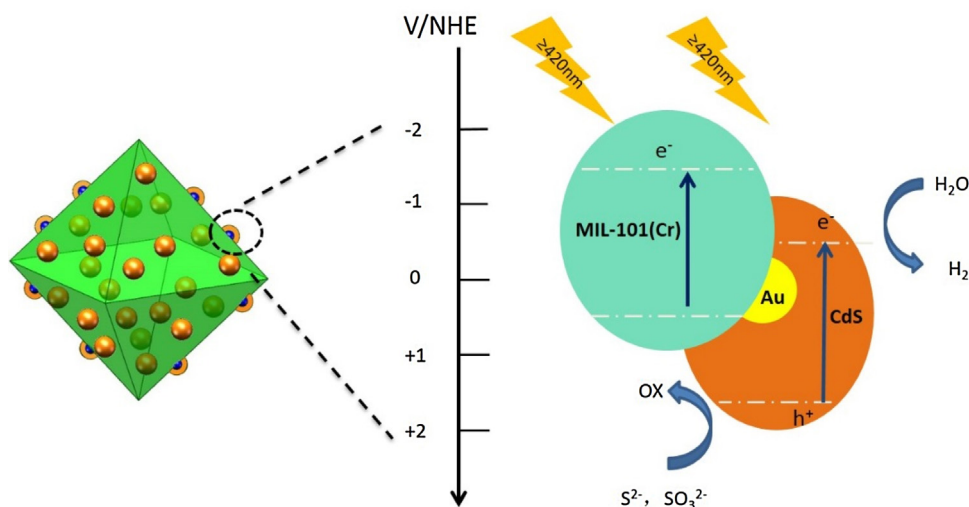 V/NHE
-2
-1
0
+1
+2
≥420nm
≥420nm
e⁻
MIL-101(Cr)
e⁻
Au
CdS
h⁺
H₂O
H₂
OX
S²⁻, SO₃²⁻